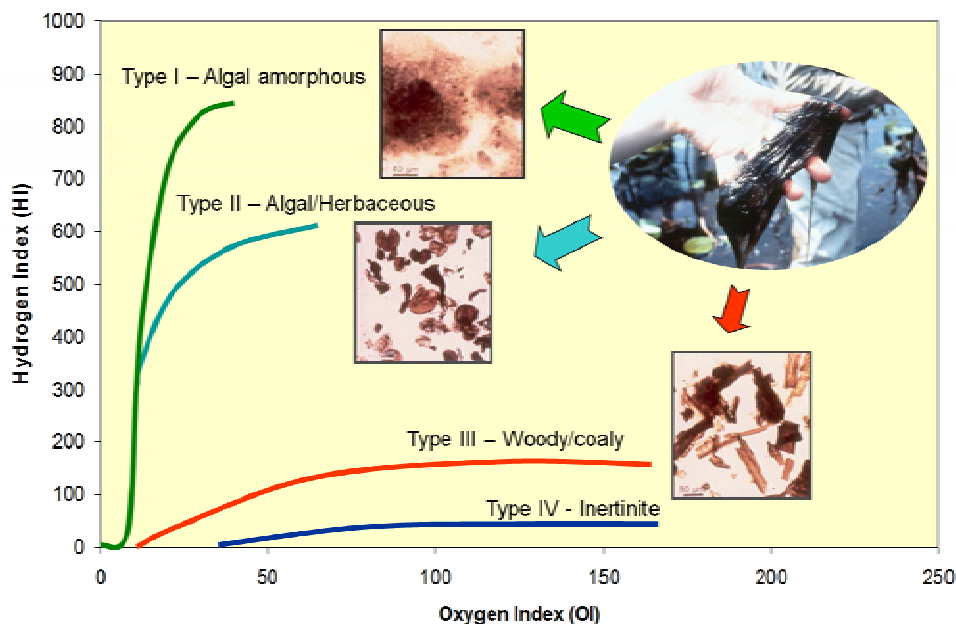 1000
900
800
700
600
500
400
300
200
100
0
Hydrogen Index (HI)
Type I – Algal amorphous
Type II – Algal/Herbaceous
Type III – Woody/coaly
Type IV - Inertinite
0 50 100 150 200 250
Oxygen Index (OI)